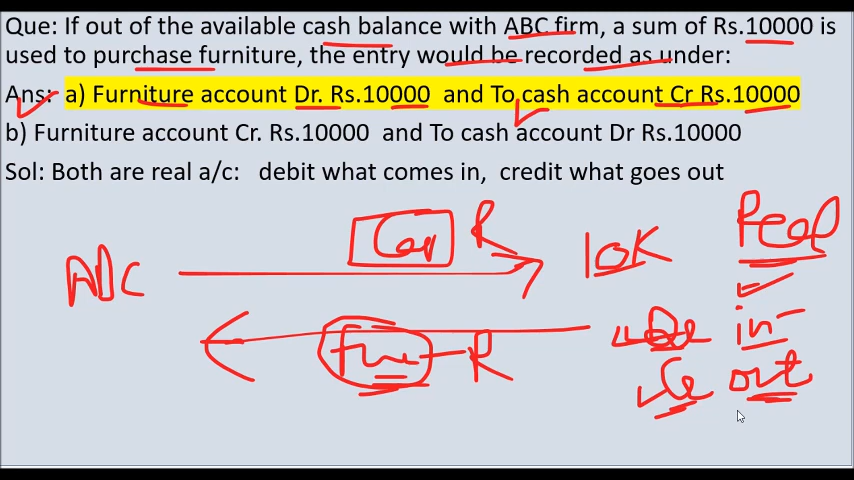 Que: If out of the available cash balance with ABC firm, a sum of Rs.10000 is
used to purchase furniture, the entry would be recorded as under:
Ans: a) Furniture account Dr. Rs.10000 and To cash account Cr Rs.10000
b) Furniture account Cr. Rs.10000 and To cash account Dr Rs.10000
Sol: Both are real a/c: debit what comes in, credit what goes out
Real
R
ABC 10K
in
R
out